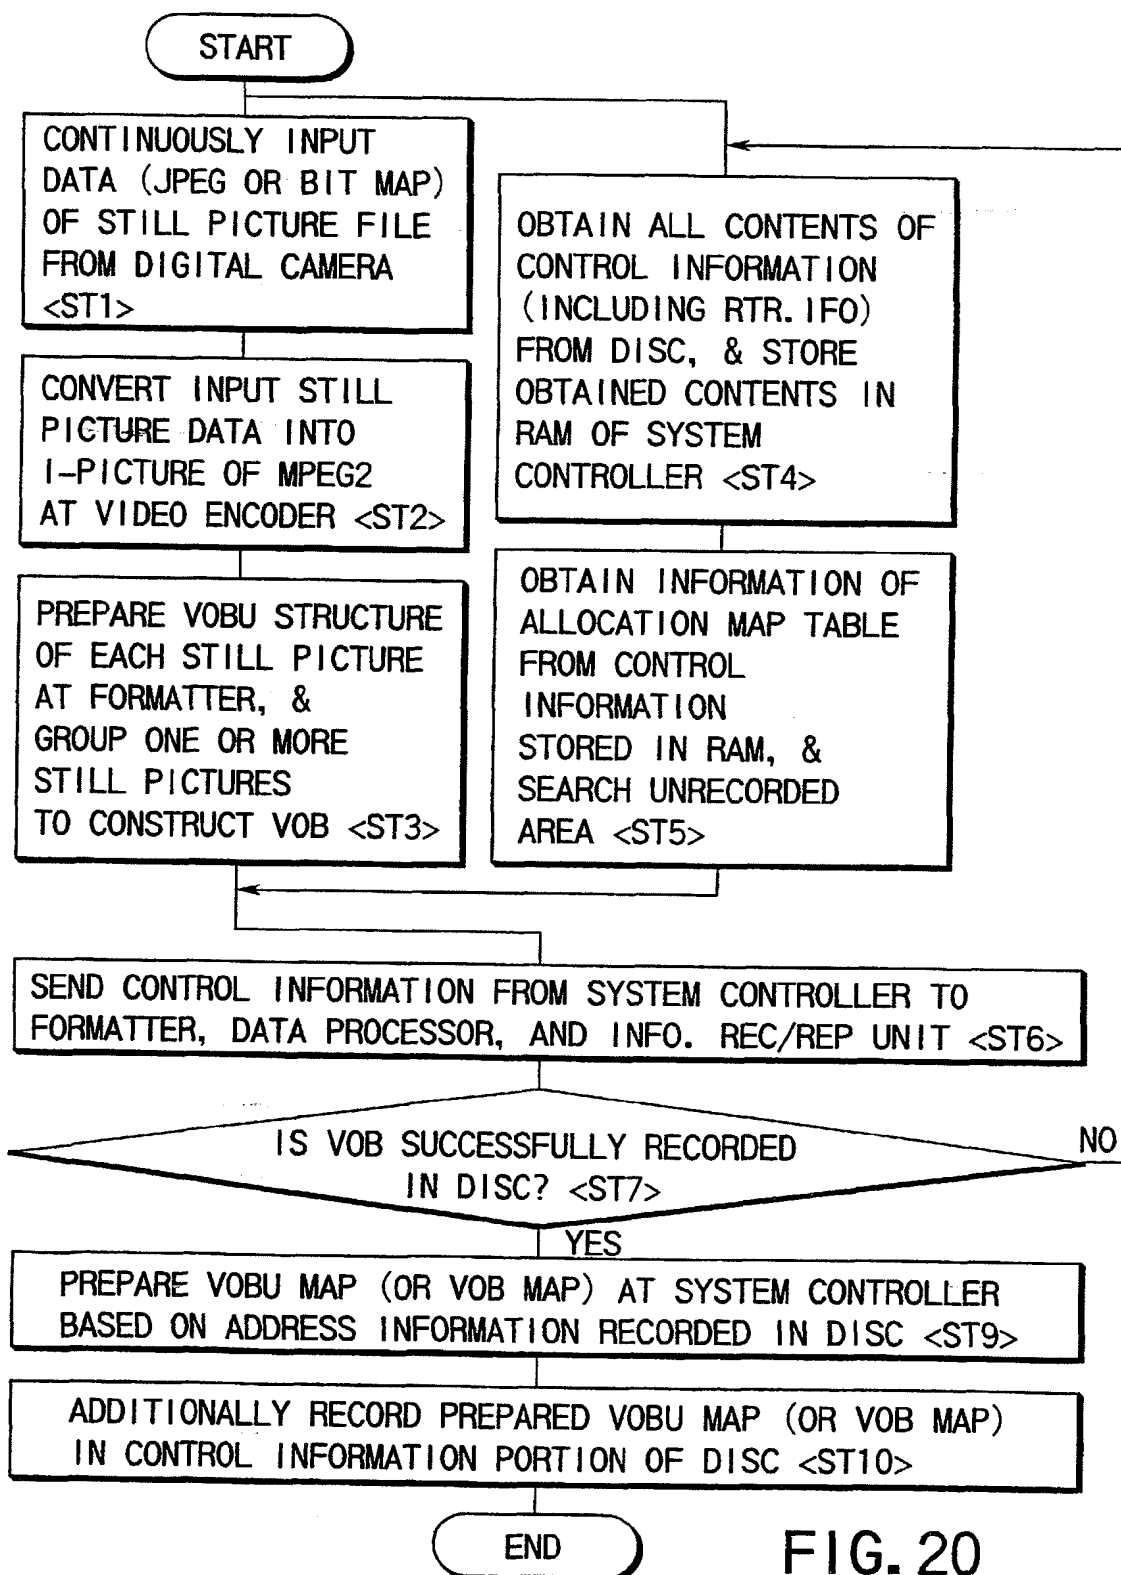 START
CONTINUOUSLY INPUT
DATA (JPEG OR BIT MAP)
OF STILL PICTURE FILE
FROM DIGITAL CAMERA
<ST1>
CONVERT INPUT STILL
PICTURE DATA INTO
I-PICTURE OF MPEG2
AT VIDEO ENCODER <ST2>
PREPARE VOBU STRUCTURE
OF EACH STILL PICTURE
AT FORMATTER, &
GROUP ONE OR MORE
STILL PICTURES
TO CONSTRUCT VOB <ST3>
OBTAIN ALL CONTENTS OF
CONTROL INFORMATION
(INCLUDING RTR. IFO)
FROM DISC, & STORE
OBTAINED CONTENTS IN
RAM OF SYSTEM
CONTROLLER <ST4>
OBTAIN INFORMATION OF
ALLOCATION MAP TABLE
FROM CONTROL
INFORMATION
STORED IN RAM, &
SEARCH UNRECORDED
AREA <ST5>
SEND CONTROL INFORMATION FROM SYSTEM CONTROLLER TO
FORMATTER, DATA PROCESSOR, AND INFO. REC/REP UNIT <ST6>
IS VOB SUCCESSFULLY RECORDED
IN DISC? <ST7>
NO
YES
PREPARE VOBU MAP (OR VOB MAP) AT SYSTEM CONTROLLER
BASED ON ADDRESS INFORMATION RECORDED IN DISC <ST9>
ADDITIONALLY RECORD PREPARED VOBU MAP (OR VOB MAP)
IN CONTROL INFORMATION PORTION OF DISC <ST10>
END
FIG. 20